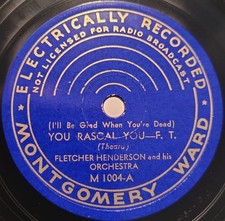 ELECTRICALLY RECORDED
NOT LICENSED FOR RADIO BROADCAST
(I'll Be Glad When You're Dead)
YOU RASCAL YOU—F. T.
(Theard)
FLETCHER HENDERSON and his
ORCHESTRA
M 1004-A
MONTGOMERY WARD